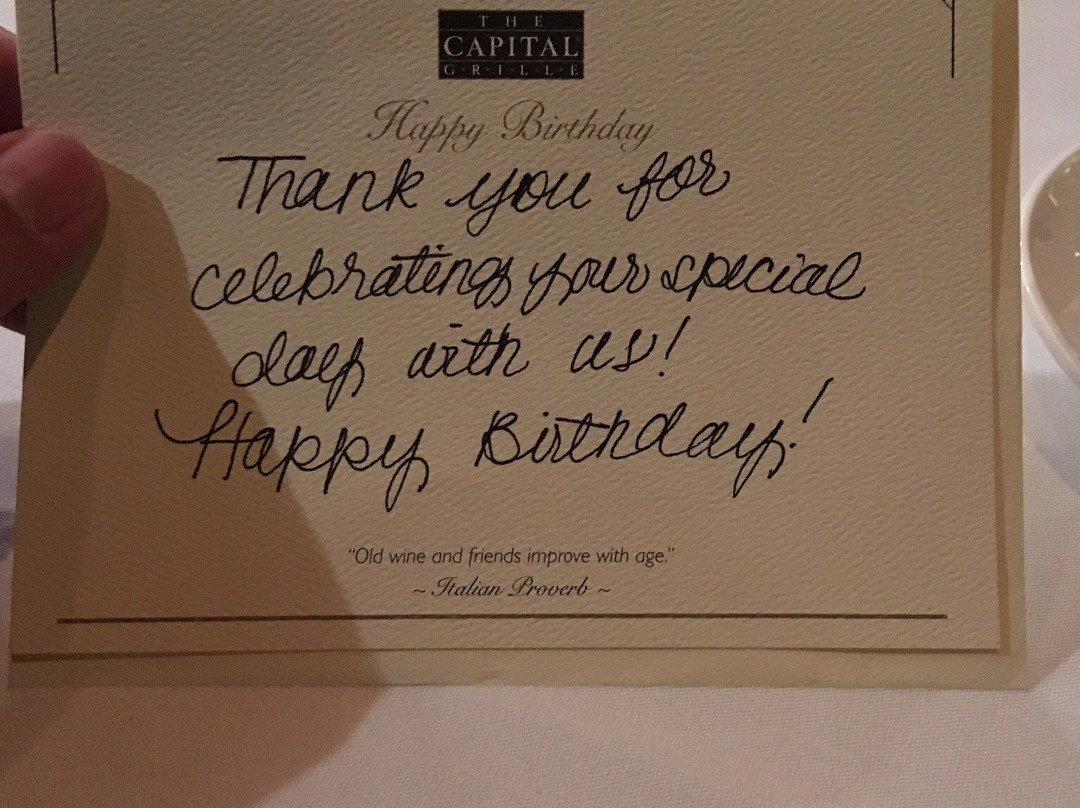 THE
CAPITAL
GRILLE
Happy Birthday
Thank you for
celebrating your special
day with us!
Happy Birthday!
"Old wine and friends improve with age."
~ Italian Proverb ~